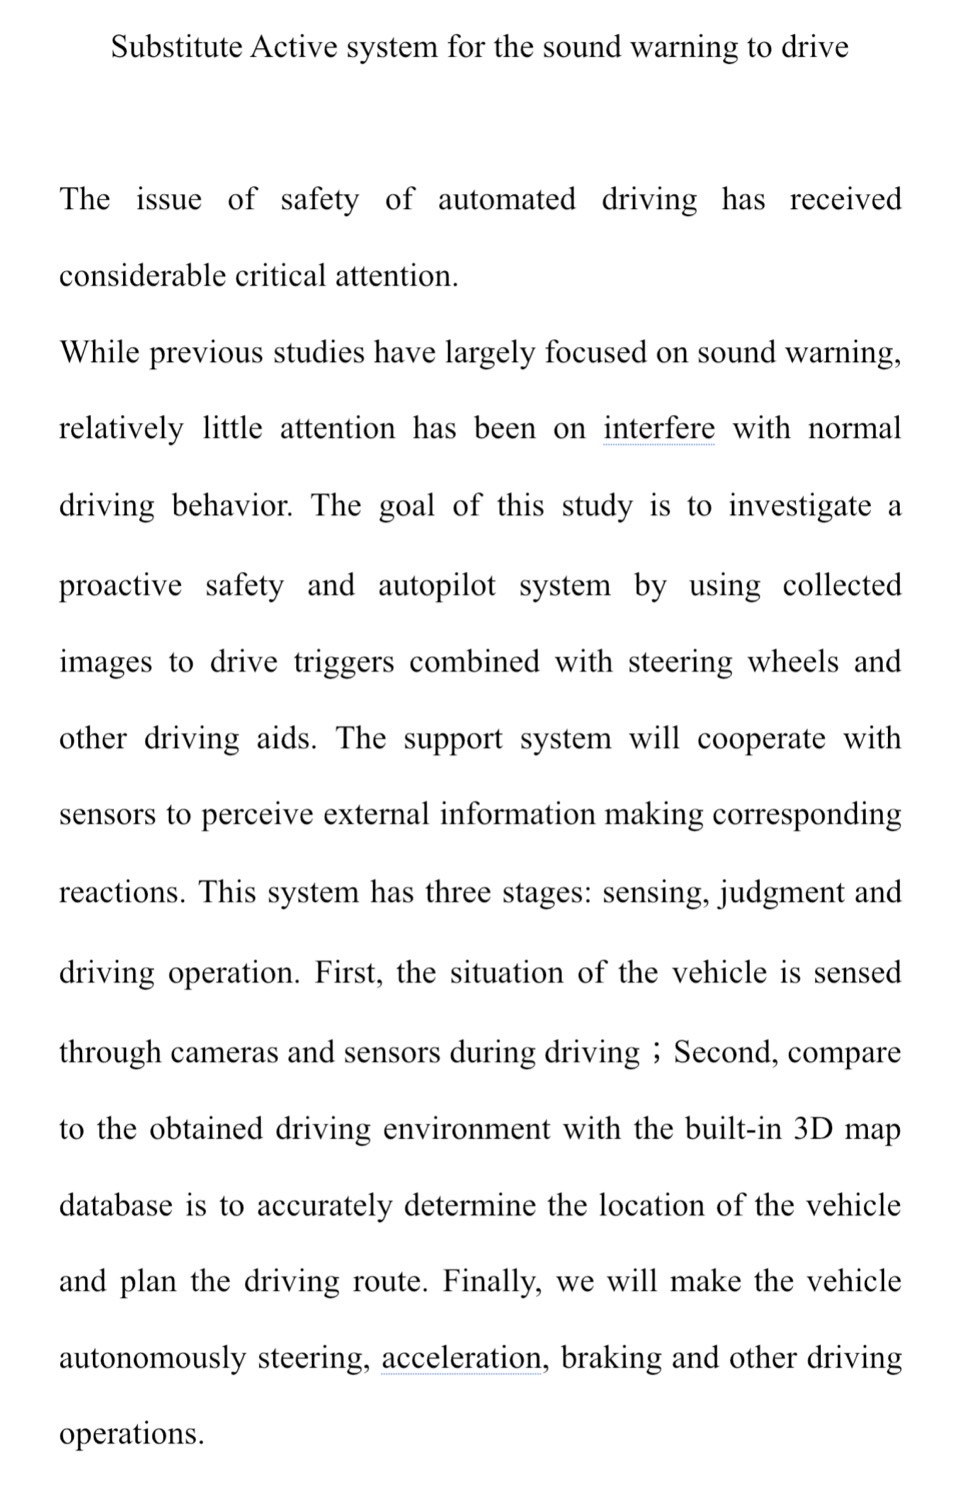 Substitute Active system for the sound warning to drive
The issue of safety of automated driving has received
considerable critical attention.
While previous studies have largely focused on sound warning,
relatively little attention has been on interfere with normal
driving behavior. The goal of this study is to investigate a
proactive safety and autopilot system by using collected
images to drive triggers combined with steering wheels and
other driving aids. The support system will cooperate with
sensors to perceive external information making corresponding
reactions. This system has three stages: sensing, judgment and
driving operation. First, the situation of the vehicle is sensed
through cameras and sensors during driving；Second, compare
to the obtained driving environment with the built-in 3D map
database is to accurately determine the location of the vehicle
and plan the driving route. Finally, we will make the vehicle
autonomously steering, acceleration, braking and other driving
operations.